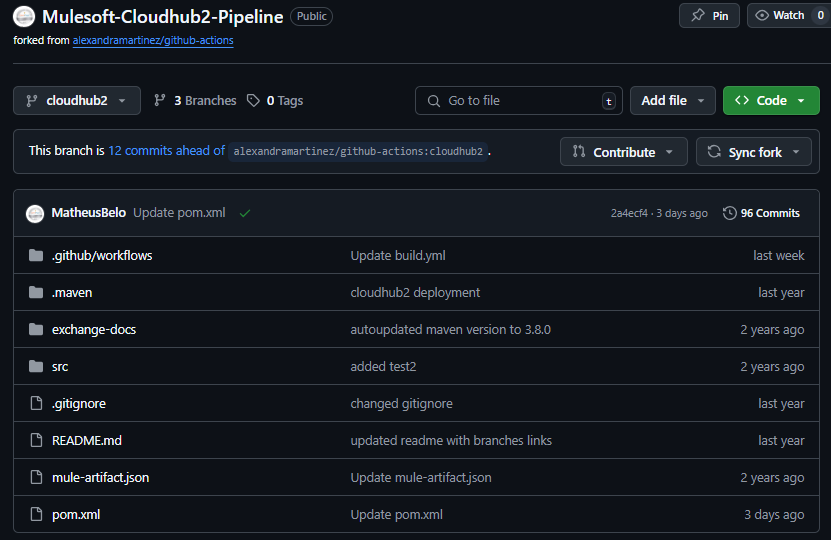 Mulesoft-Cloudhub2-Pipeline Public Pin Watch 0
forked from alexandramartinez/github-actions
cloudhub2 3 Branches 0 Tags Go to file t Add file Code
This branch is 12 commits ahead of alexandramartinez/github-actions:cloudhub2 . Contribute Sync fork
MatheusBelo Update pom.xml 2a4ecf4 · 3 days ago 96 Commits
.github/workflows Update build.yml last week
.maven cloudhub2 deployment last year
exchange-docs autoupdated maven version to 3.8.0 2 years ago
src added test2 2 years ago
.gitignore changed gitignore last year
README.md updated readme with branches links last year
mule-artifact.json Update mule-artifact.json 2 years ago
pom.xml Update pom.xml 3 days ago